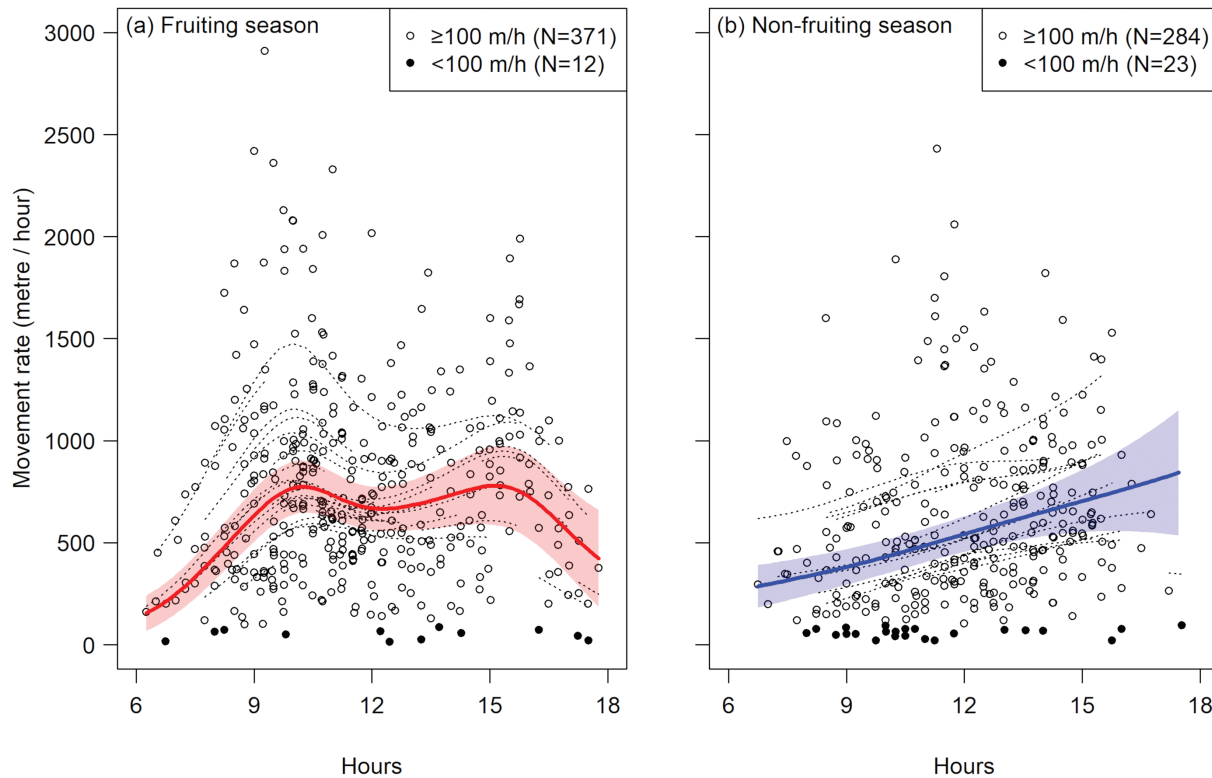 (a) Fruiting season
≥100 m/h (N=371)
<100 m/h (N=12)
(b) Non-fruiting season
≥100 m/h (N=284)
<100 m/h (N=23)
Movement rate (metre / hour)
3000
2500
2000
1500
1000
500
0
6 9 12 15 18
6 9 12 15 18
Hours
Hours